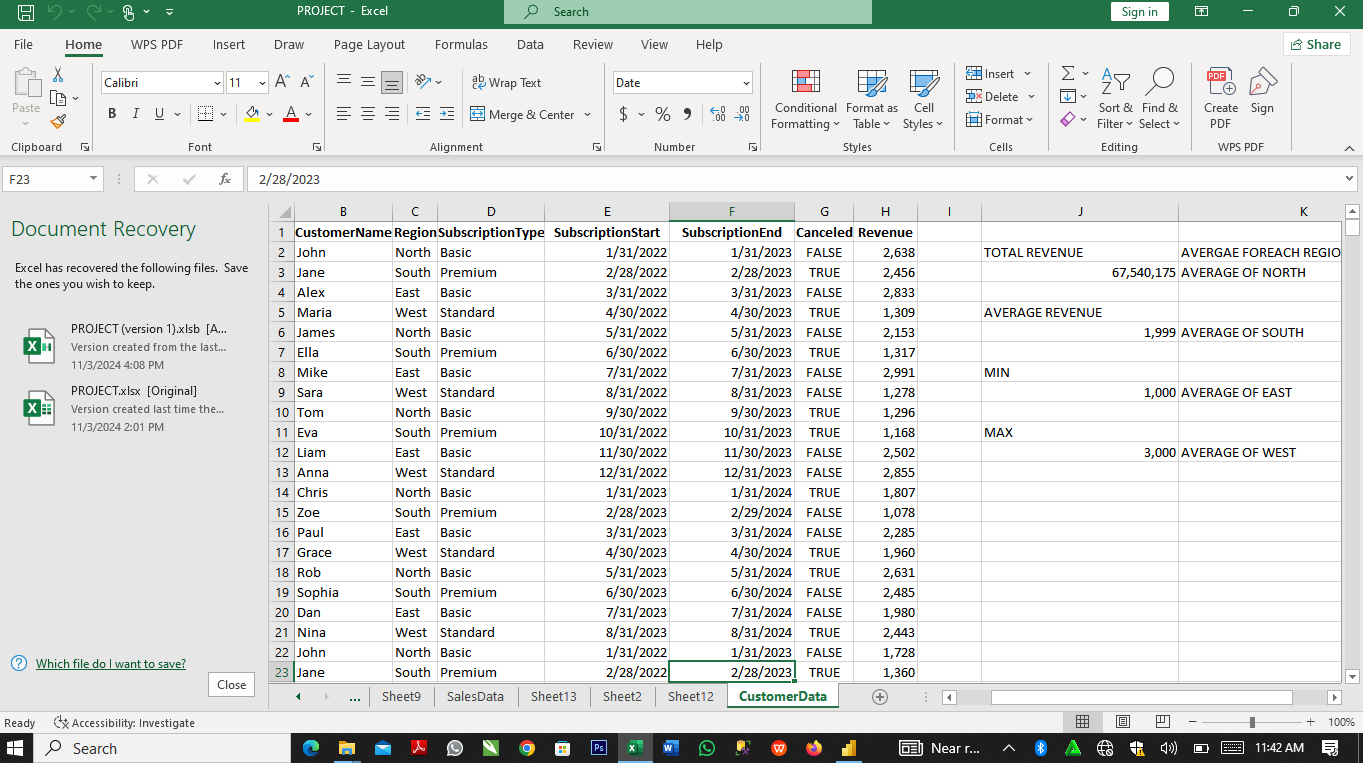 PROJECT - Excel
Search
Sign in
File Home WPS PDF Insert Draw Page Layout Formulas Data Review View Help
Share
Paste
Calibri 11
B I U
A A A
ab Wrap Text
Merge & Center
Date
$ % 9
Conditional Formatting
Format as Table
Cell Styles
Insert
Delete
Format
Sort & Filter
Find & Select
Create PDF
Sign
Clipboard Font Alignment Number Styles Cells Editing WPS PDF
F23 fx 2/28/2023
Document Recovery
Excel has recovered the following files. Save
the ones you wish to keep.
PROJECT (version 1).xlsb [A...
Version created from the last...
11/3/2024 4:08 PM
PROJECT.xlsx [Original]
Version created last time the...
11/3/2024 2:01 PM
Which file do I want to save?
Close
B C D E F G H I J K
1 CustomerName Region SubscriptionType SubscriptionStart SubscriptionEnd Canceled Revenue
2 John North Basic 1/31/2022 1/31/2023 FALSE 2,638 TOTAL REVENUE AVERGAE FOREACH REGIO
3 Jane South Premium 2/28/2022 2/28/2023 TRUE 2,456 67,540,175 AVERAGE OF NORTH
4 Alex East Basic 3/31/2022 3/31/2023 FALSE 2,833
5 Maria West Standard 4/30/2022 4/30/2023 TRUE 1,309 AVERAGE REVENUE
6 James North Basic 5/31/2022 5/31/2023 FALSE 2,153 1,999 AVERAGE OF SOUTH
7 Ella South Premium 6/30/2022 6/30/2023 TRUE 1,317
8 Mike East Basic 7/31/2022 7/31/2023 FALSE 2,991 MIN
9 Sara West Standard 8/31/2022 8/31/2023 FALSE 1,278 1,000 AVERAGE OF EAST
10 Tom North Basic 9/30/2022 9/30/2023 TRUE 1,296
11 Eva South Premium 10/31/2022 10/31/2023 TRUE 1,168 MAX
12 Liam East Basic 11/30/2022 11/30/2023 FALSE 2,502 3,000 AVERAGE OF WEST
13 Anna West Standard 12/31/2022 12/31/2023 FALSE 2,855
14 Chris North Basic 1/31/2023 1/31/2024 TRUE 1,807
15 Zoe South Premium 2/28/2023 2/29/2024 FALSE 1,078
16 Paul East Basic 3/31/2023 3/31/2024 FALSE 2,285
17 Grace West Standard 4/30/2023 4/30/2024 TRUE 1,960
18 Rob North Basic 5/31/2023 5/31/2024 TRUE 2,631
19 Sophia South Premium 6/30/2023 6/30/2024 FALSE 2,485
20 Dan East Basic 7/31/2023 7/31/2024 FALSE 1,980
21 Nina West Standard 8/31/2023 8/31/2024 TRUE 2,443
22 John North Basic 1/31/2022 1/31/2023 FALSE 1,728
23 Jane South Premium 2/28/2022 2/28/2023 TRUE 1,360
... Sheet9 SalesData Sheet13 Sheet2 Sheet12 CustomerData
Ready Accessibility: Investigate 100%
Search Ps Near r... 11:42 AM